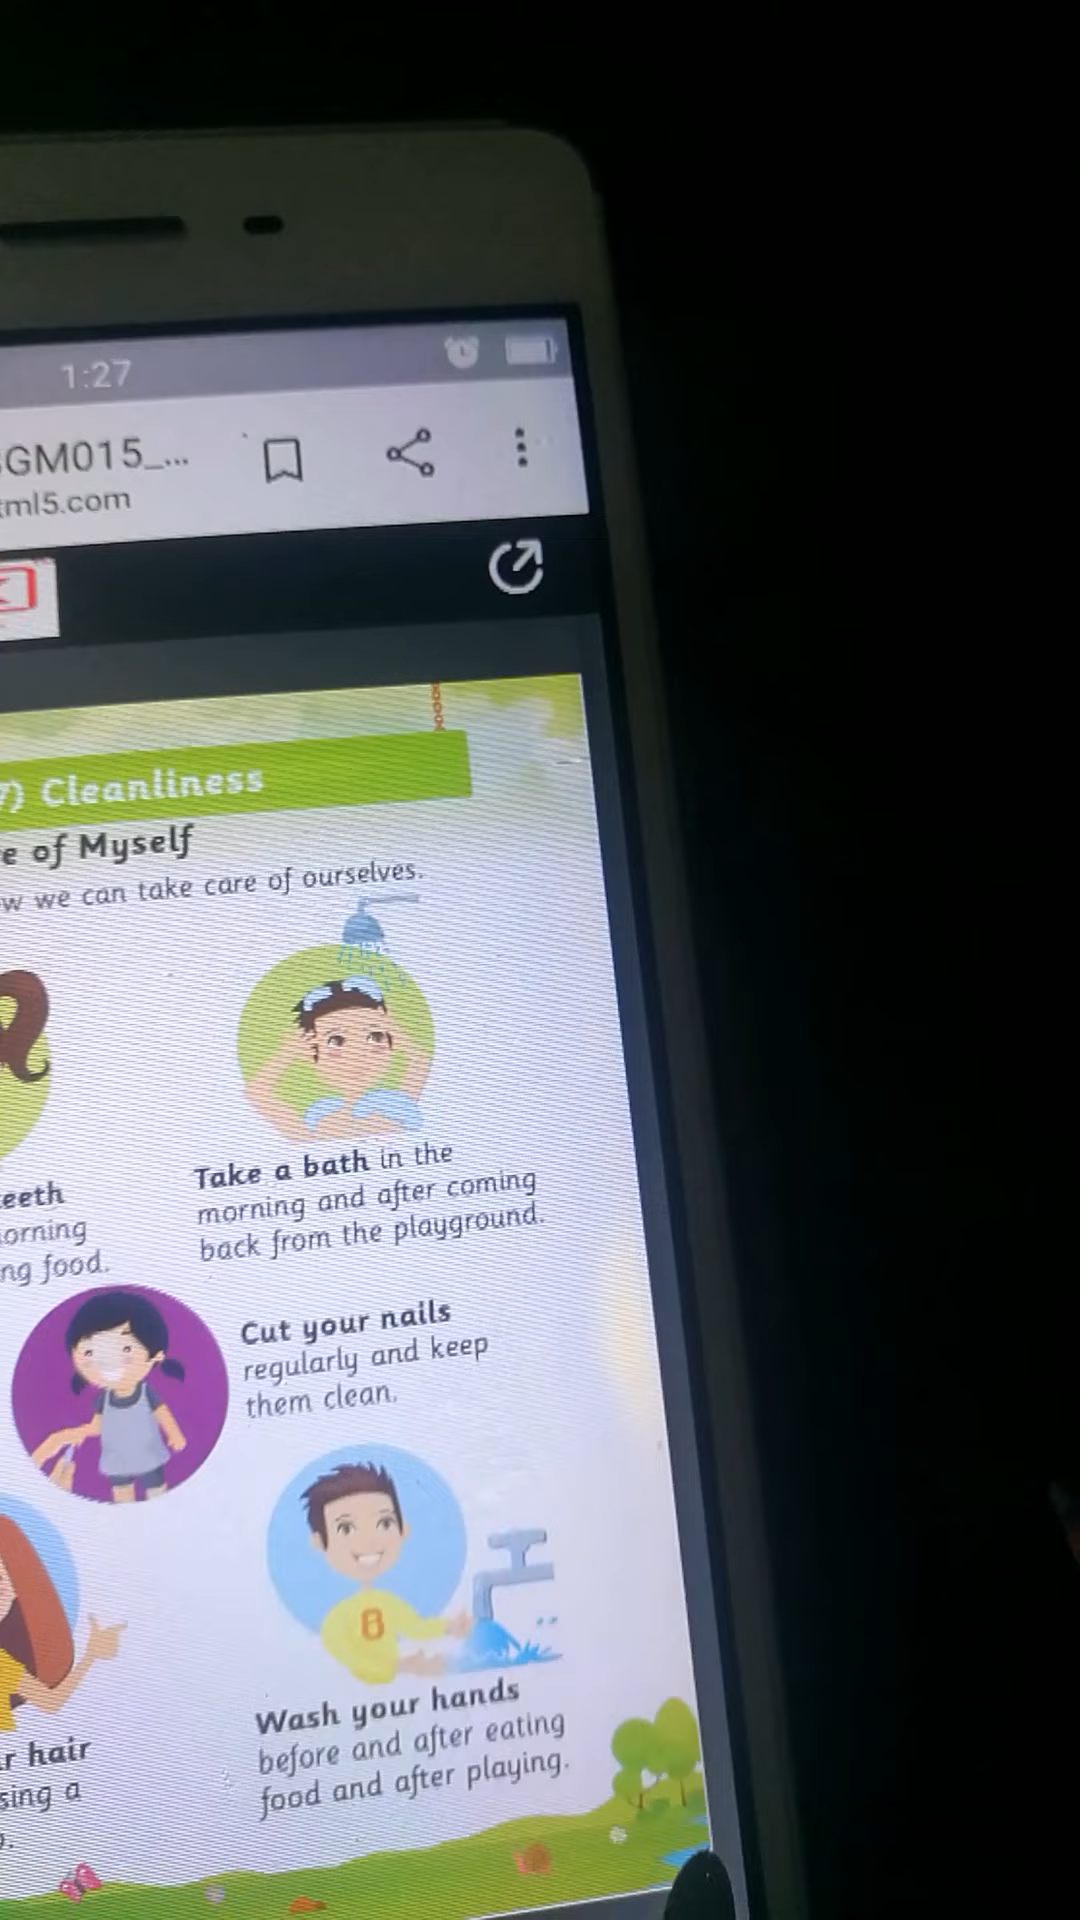 1:27
GM015_...
tml5.com
7) Cleanliness
e of Myself
w we can take care of ourselves.
Take a bath in the
morning and after coming
back from the playground.
eeth
orning
ng food.
Cut your nails
regularly and keep
them clean.
B
Wash your hands
before and after eating
food and after playing.
r hair
sing a